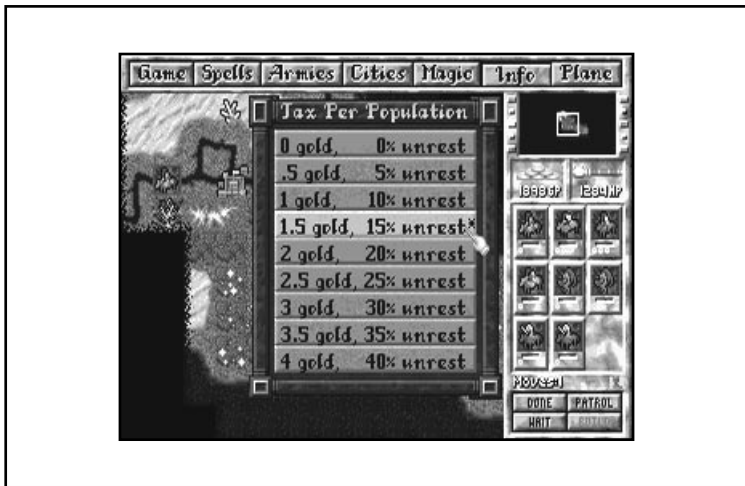 Game Spells Armies Cities Magic Info Plane
Tax Per Population
0 gold, 0% unrest
.5 gold, 5% unrest
1 gold, 10% unrest
1.5 gold, 15% unrest*
2 gold, 20% unrest
2.5 gold, 25% unrest
3 gold, 30% unrest
3.5 gold, 35% unrest
4 gold, 40% unrest
MOVES:1
DONE PATROL
WAIT